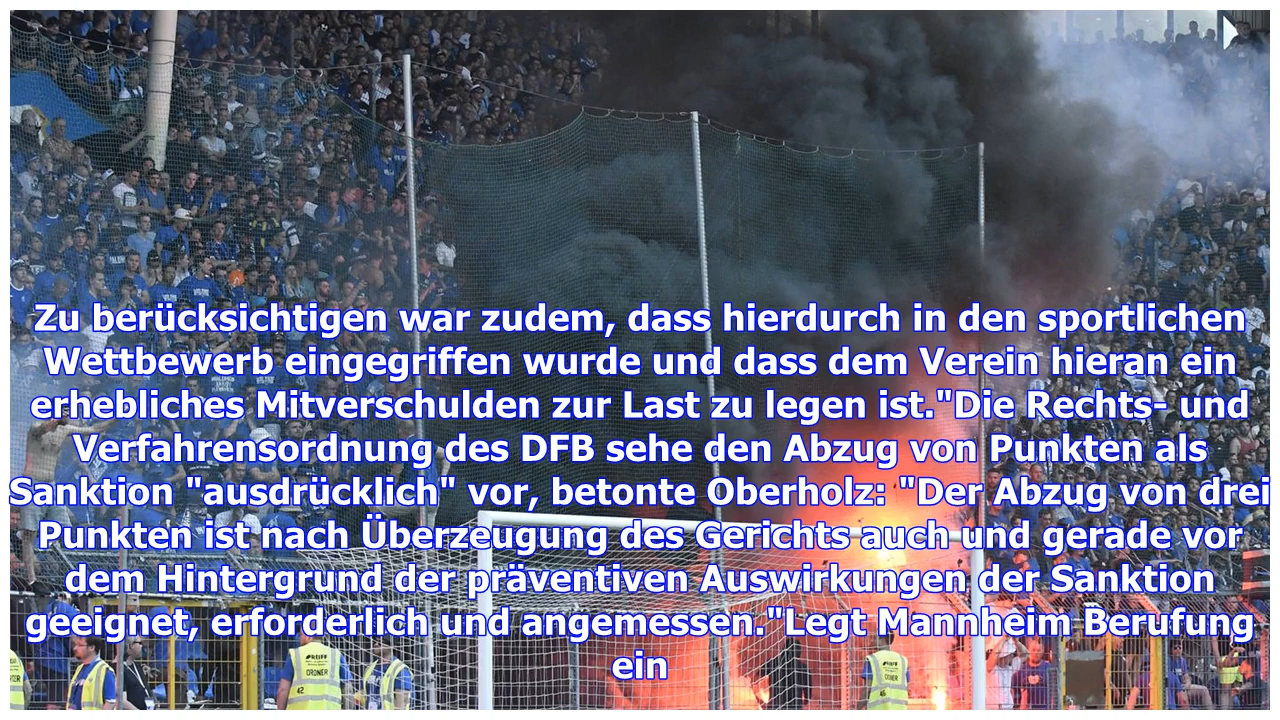 Zu berücksichtigen war zudem, dass hierdurch in den sportlichen
Wettbewerb eingegriffen wurde und dass dem Verein hieran ein
erhebliches Mitverschulden zur Last zu legen ist."Die Rechts- und
Verfahrensordnung des DFB sehe den Abzug von Punkten als
Sanktion "ausdrücklich" vor, betonte Oberholz: "Der Abzug von drei
Punkten ist nach Überzeugung des Gerichts auch und gerade vor
dem Hintergrund der präventiven Auswirkungen der Sanktion
geeignet, erforderlich und angemessen."Legt Mannheim Berufung
ein
REIFF
ORDNER
42